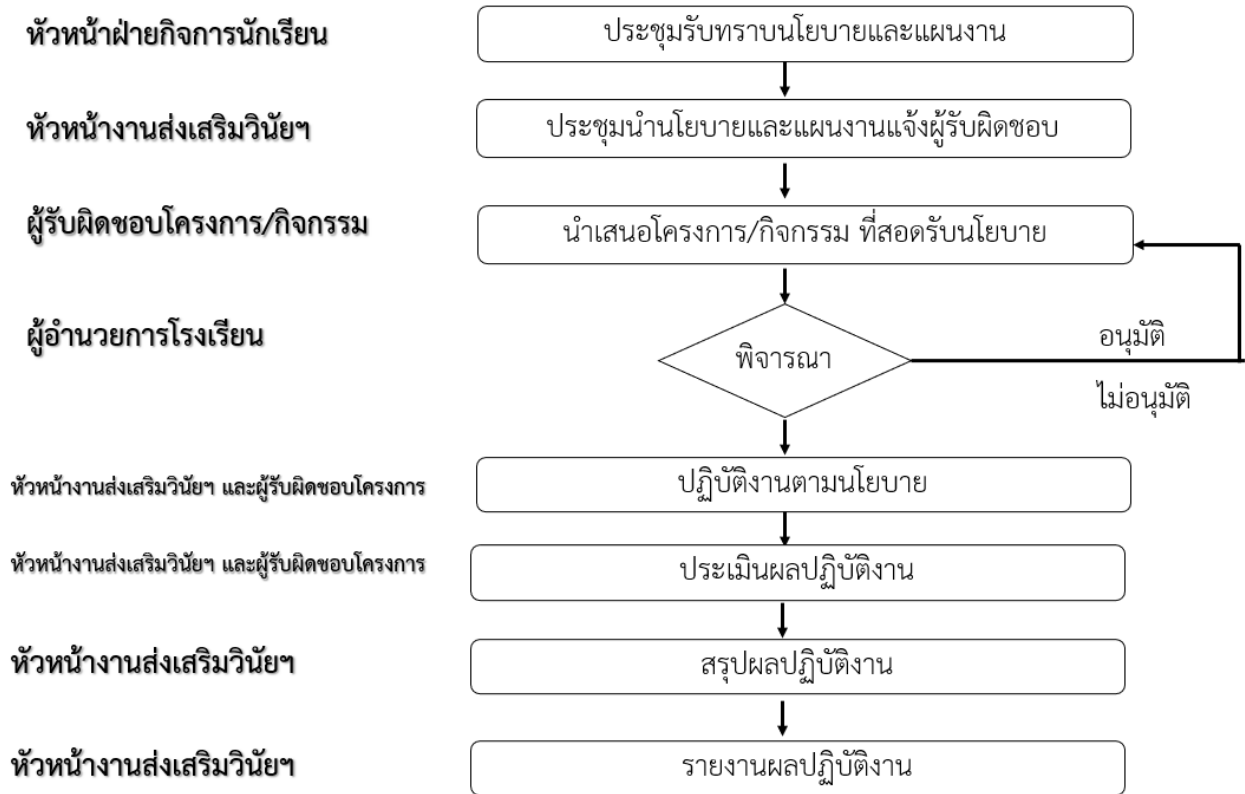 หัวหน้าฝ่ายกิจการนักเรียน
ประชุมรับทราบนโยบายและแผนงาน
หัวหน้างานส่งเสริมวินัยฯ
ประชุมนำนโยบายและแผนงานแจ้งผู้รับผิดชอบ
ผู้รับผิดชอบโครงการ/กิจกรรม
นำเสนอโครงการ/กิจกรรม ที่สอดรับนโยบาย
ผู้อำนวยการโรงเรียน
พิจารณา
อนุมัติ
ไม่อนุมัติ
หัวหน้างานส่งเสริมวินัยฯ และผู้รับผิดชอบโครงการ
ปฏิบัติงานตามนโยบาย
หัวหน้างานส่งเสริมวินัยฯ และผู้รับผิดชอบโครงการ
ประเมินผลปฏิบัติงาน
หัวหน้างานส่งเสริมวินัยฯ
สรุปผลปฏิบัติงาน
หัวหน้างานส่งเสริมวินัยฯ
รายงานผลปฏิบัติงาน